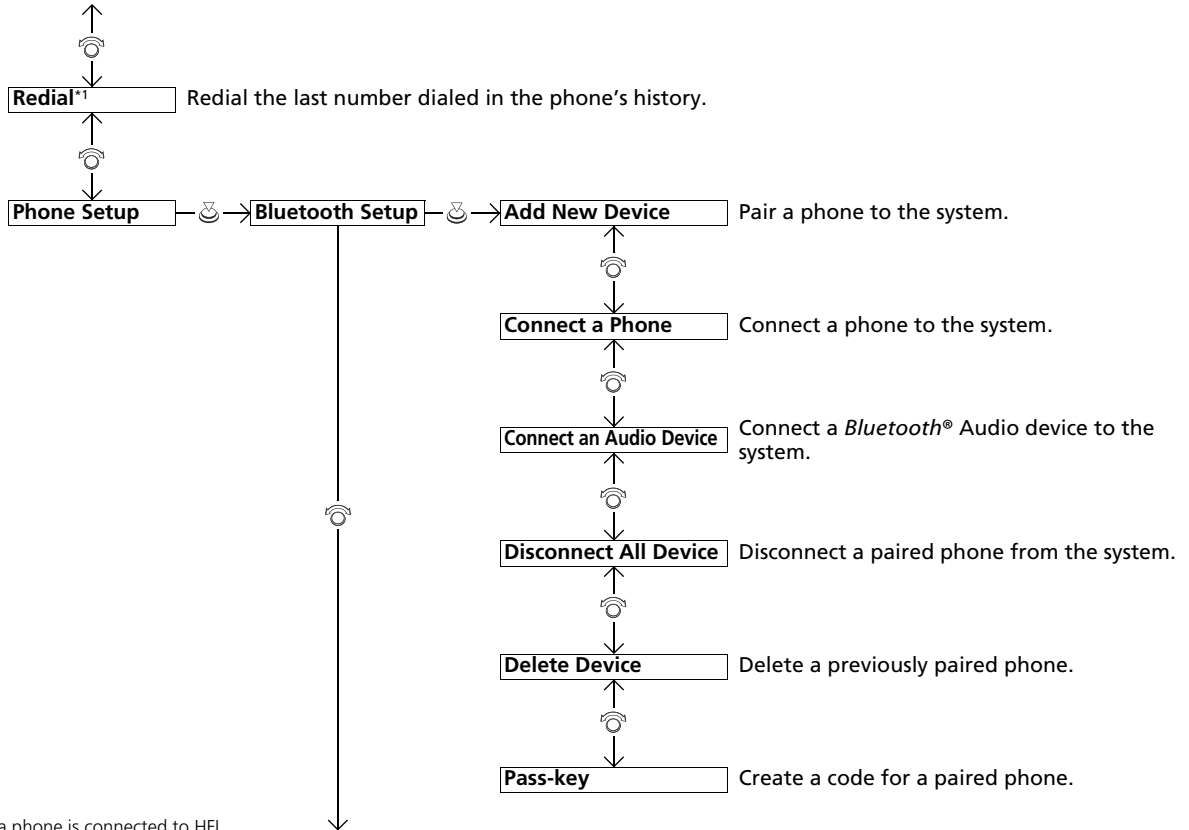 Redial*1
Redial the last number dialed in the phone's history.
Phone Setup
Bluetooth Setup
Add New Device
Pair a phone to the system.
Connect a Phone
Connect a phone to the system.
Connect an Audio Device
Connect a Bluetooth® Audio device to the
system.
Disconnect All Device
Disconnect a paired phone from the system.
Delete Device
Delete a previously paired phone.
Pass-key
Create a code for a paired phone.
a phone is connected to HFL